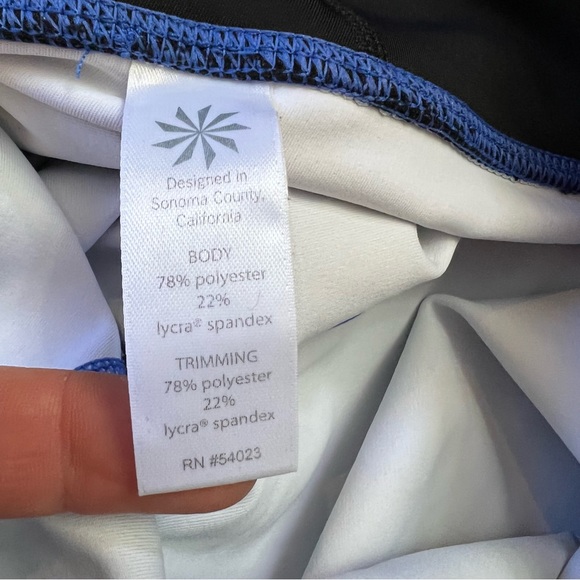 Designed in
Sonoma County,
California
BODY
78% polyester
22%
lycra® spandex
TRIMMING
78% polyester
22%
lycra® spandex
RN #54023